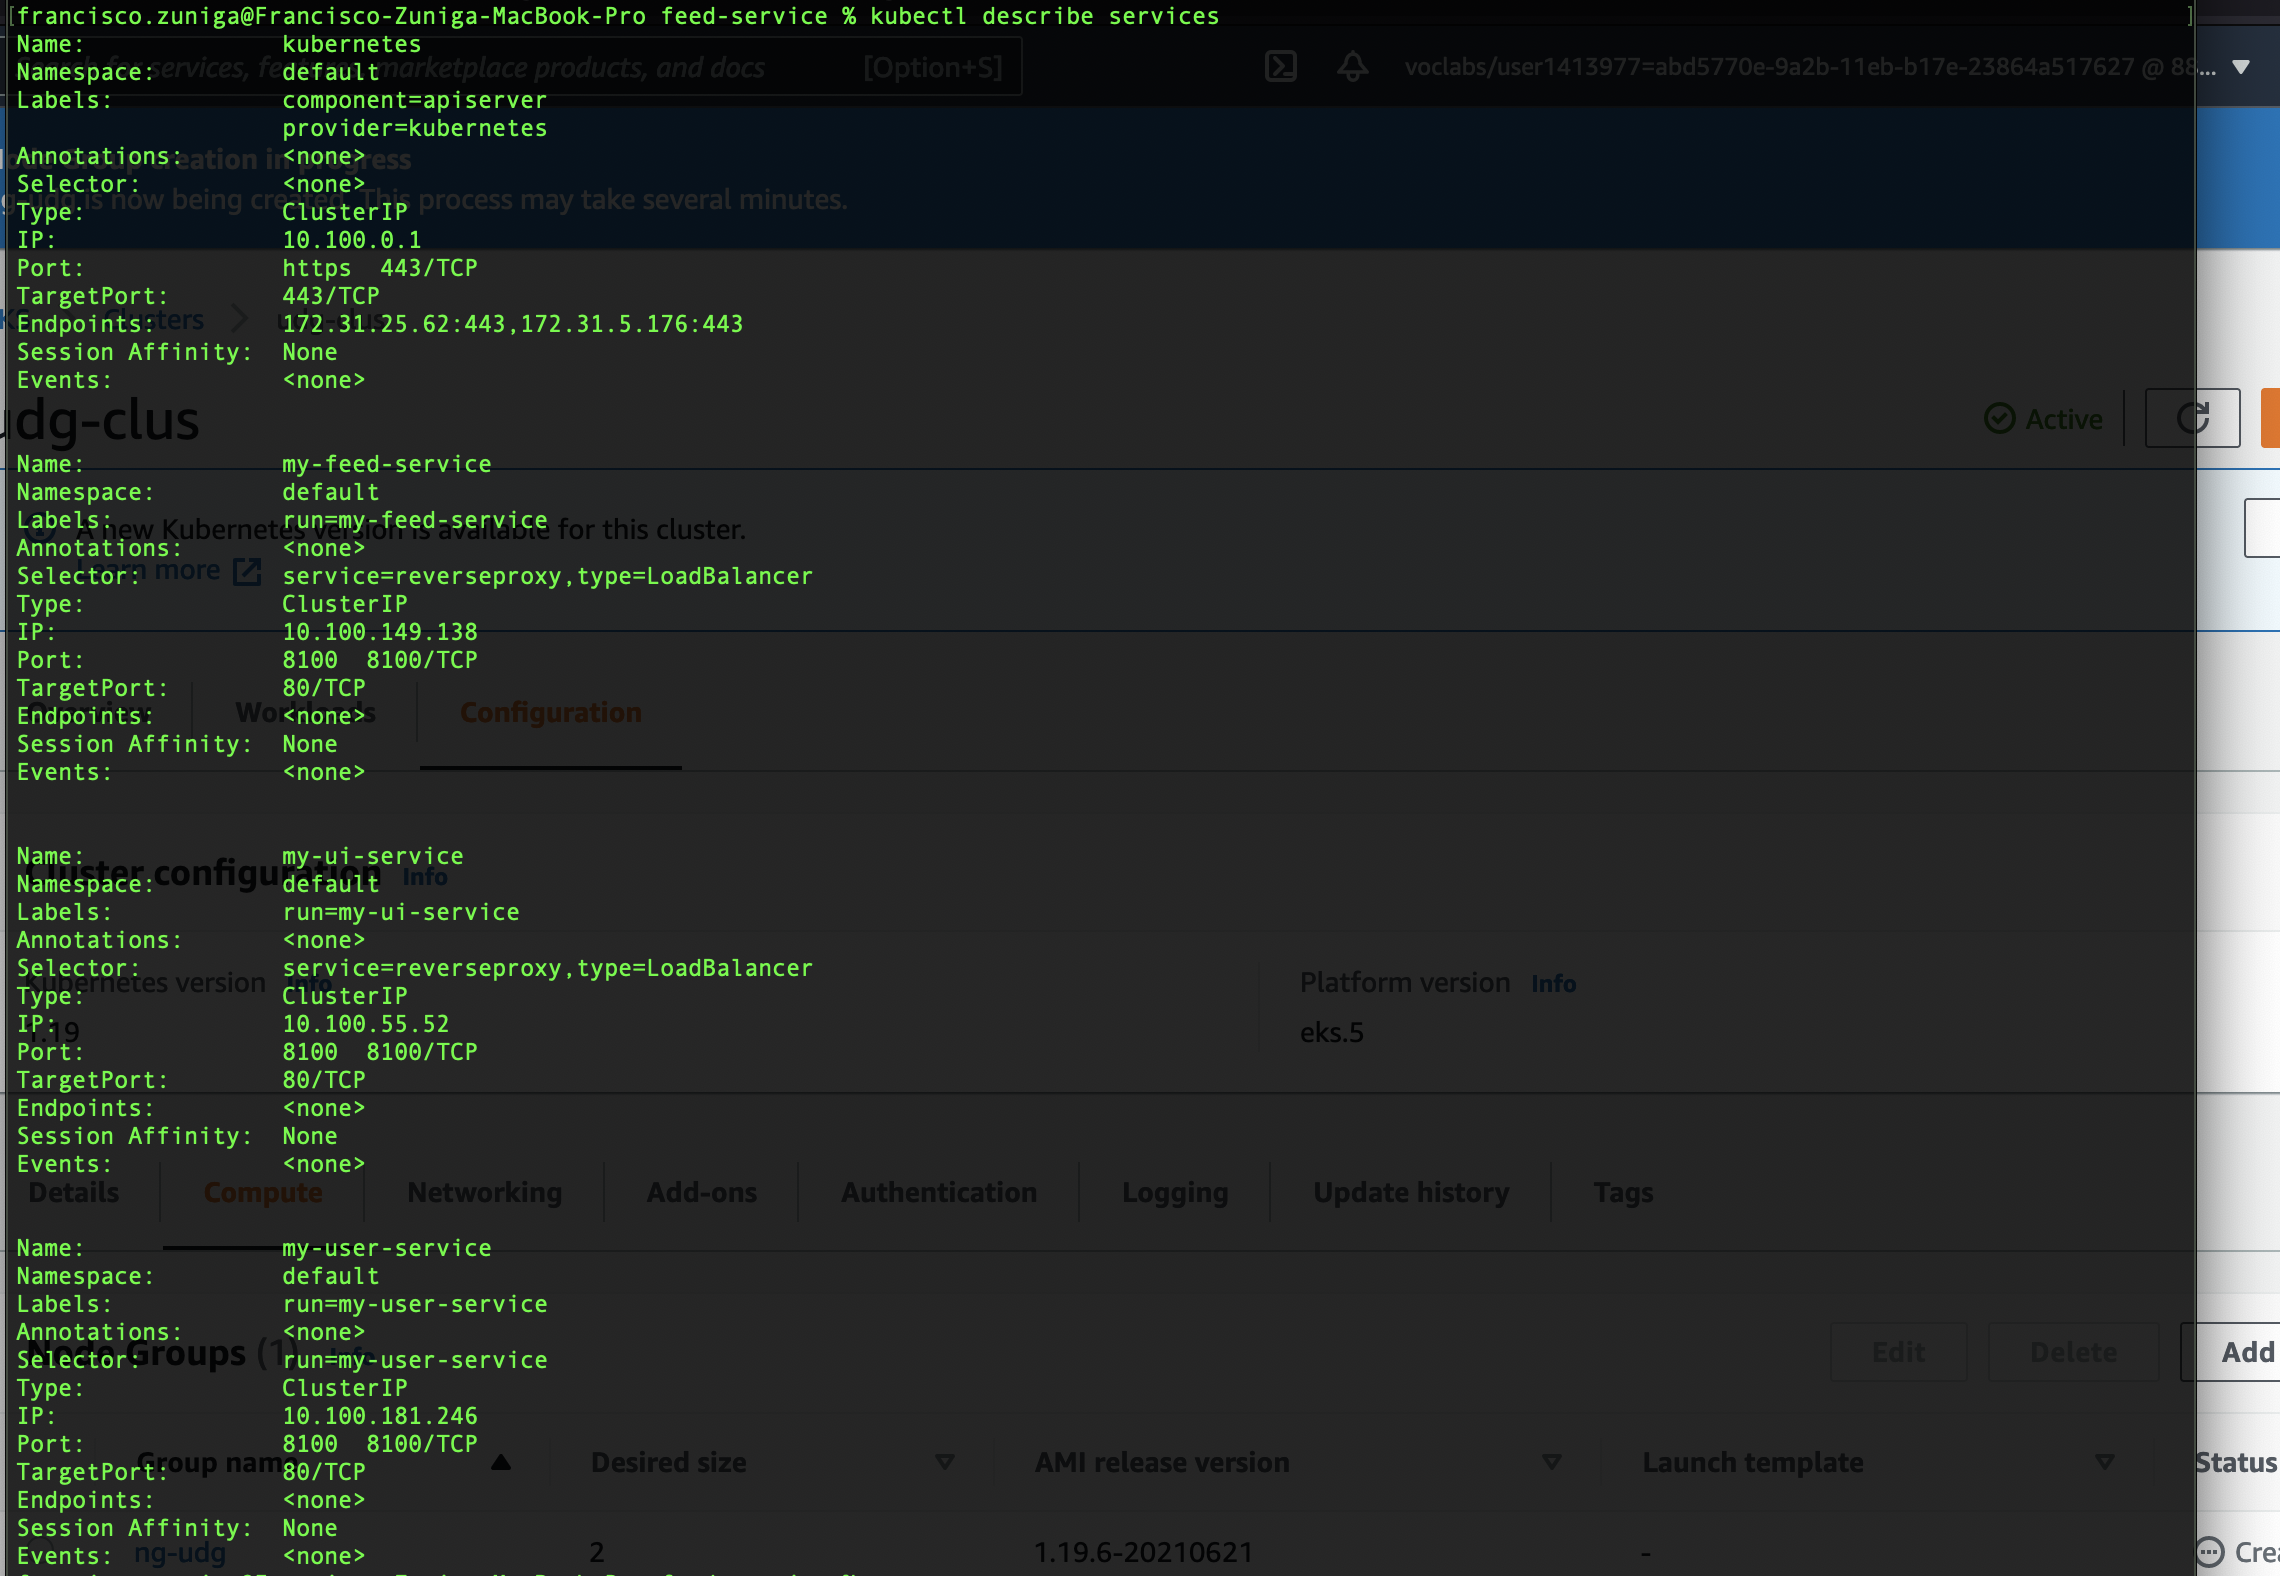 [francisco.zuniga@Francisco-Zuniga-MacBook-Pro feed-service % kubectl describe services ]
Name: kubernetes
Search for services, features, marketplace products, and docs [Option+S] voclabs/user1413977=abd5770e-9a2b-11eb-b17e-23864a517627 @ 88...
Namespace: default
Labels: component=apiserver
provider=kubernetes
Annotations: <none>
Node Group creation in progress
Selector: <none>
ng-udg is now being created. This process may take several minutes.
Type: ClusterIP
IP: 10.100.0.1
Port: https 443/TCP
TargetPort: 443/TCP
Clusters udg-clus
Endpoints: 172.31.25.62:443,172.31.5.176:443
Session Affinity: None
Events: <none>
udg-clus Active
Name: my-feed-service
Namespace: default
Labels: run=my-feed-service
A new Kubernetes version is available for this cluster.
Annotations: <none>
Learn more
Selector: service=reverseproxy,type=LoadBalancer
Type: ClusterIP
IP: 10.100.149.138
Port: 8100 8100/TCP
TargetPort: 80/TCP
Overview Workloads Configuration
Endpoints: <none>
Session Affinity: None
Events: <none>
Name: my-ui-service
Cluster configuration Info
Namespace: default
Labels: run=my-ui-service
Annotations: <none>
Selector: service=reverseproxy,type=LoadBalancer
Kubernetes version Info Platform version Info
Type: ClusterIP
IP: 10.100.55.52
1.19 eks.5
Port: 8100 8100/TCP
TargetPort: 80/TCP
Endpoints: <none>
Session Affinity: None
Events: <none>
Details Compute Networking Add-ons Authentication Logging Update history Tags
Name: my-user-service
Namespace: default
Labels: run=my-user-service
Annotations: <none>
Node Groups (1) Info Edit Delete Add
Selector: run=my-user-service
Type: ClusterIP
IP: 10.100.181.246
Port: 8100 8100/TCP
Group name Desired size AMI release version Launch template Status
TargetPort: 80/TCP
Endpoints: <none>
Session Affinity: None
Events: <none>
ng-udg 2 1.19.6-20210621 -